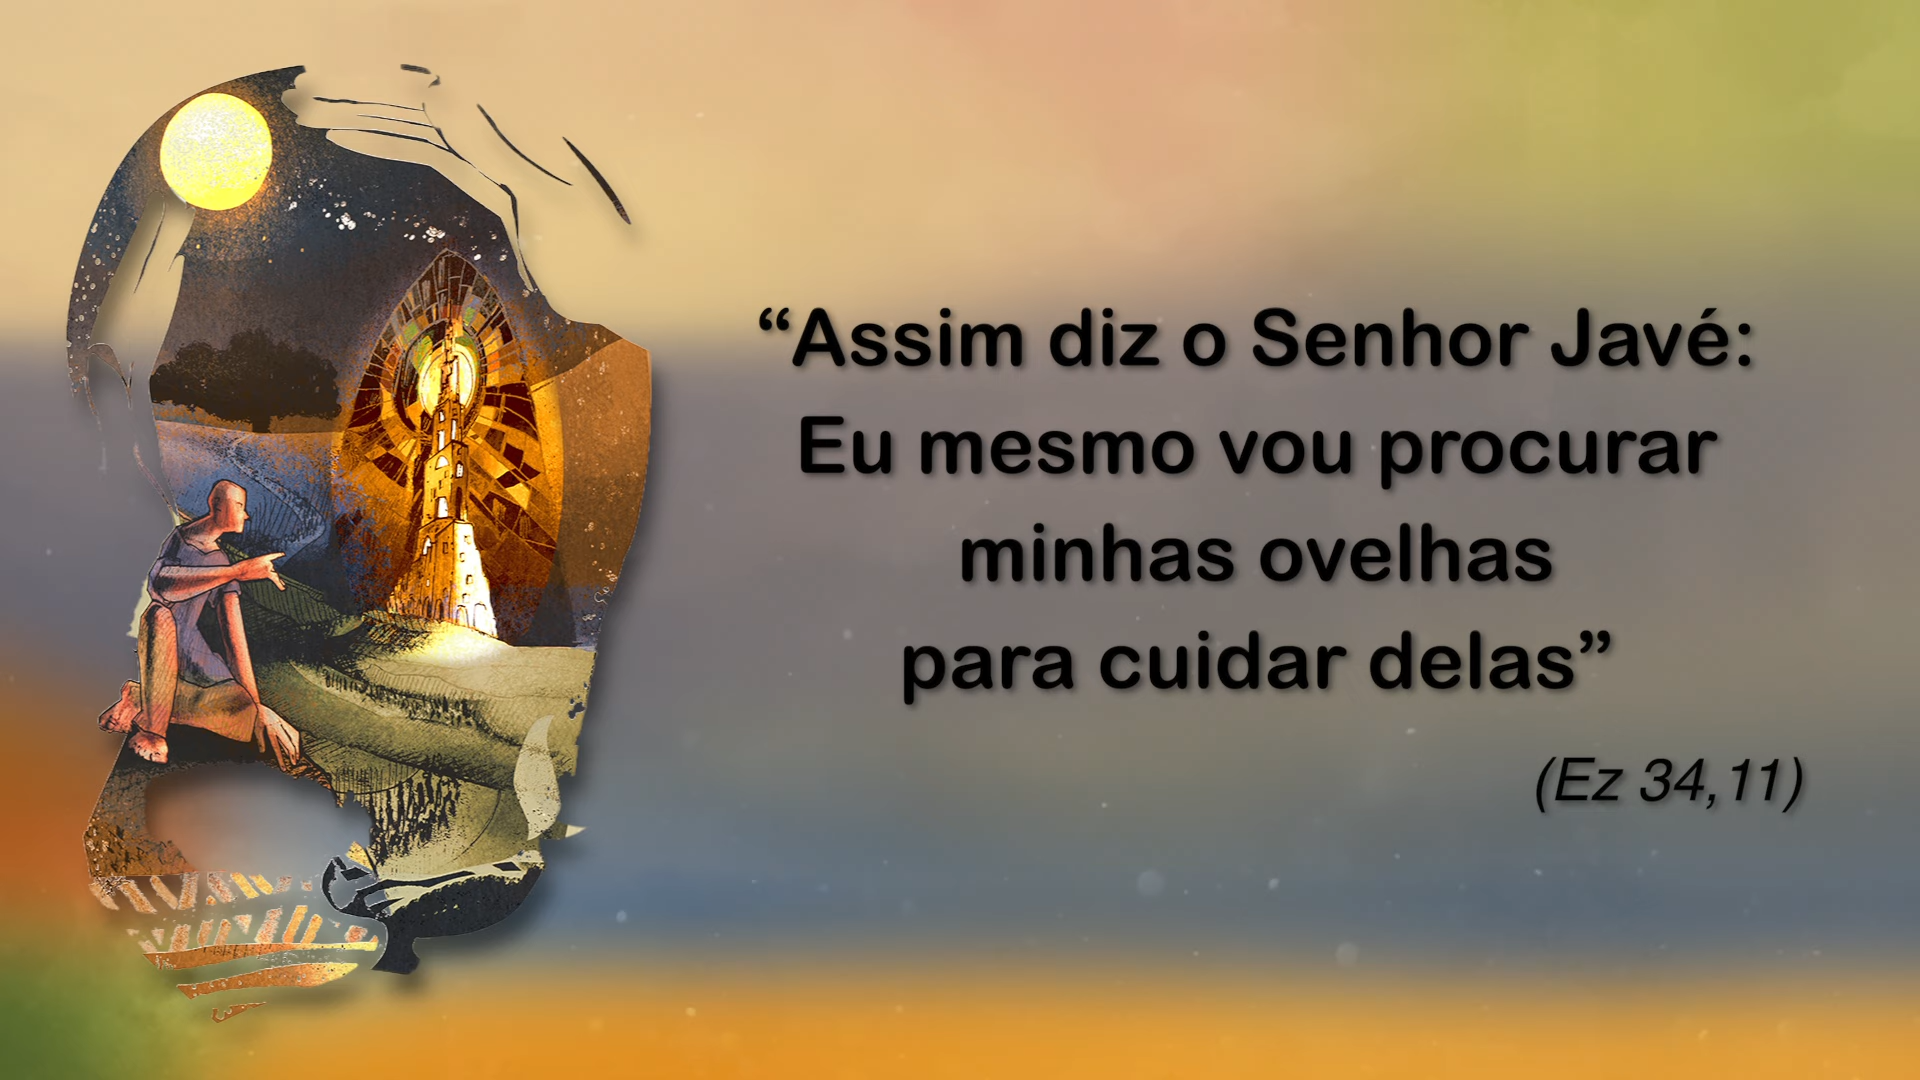 “Assim diz o Senhor Javé:
Eu mesmo vou procurar
minhas ovelhas
para cuidar delas”
(Ez 34,11)